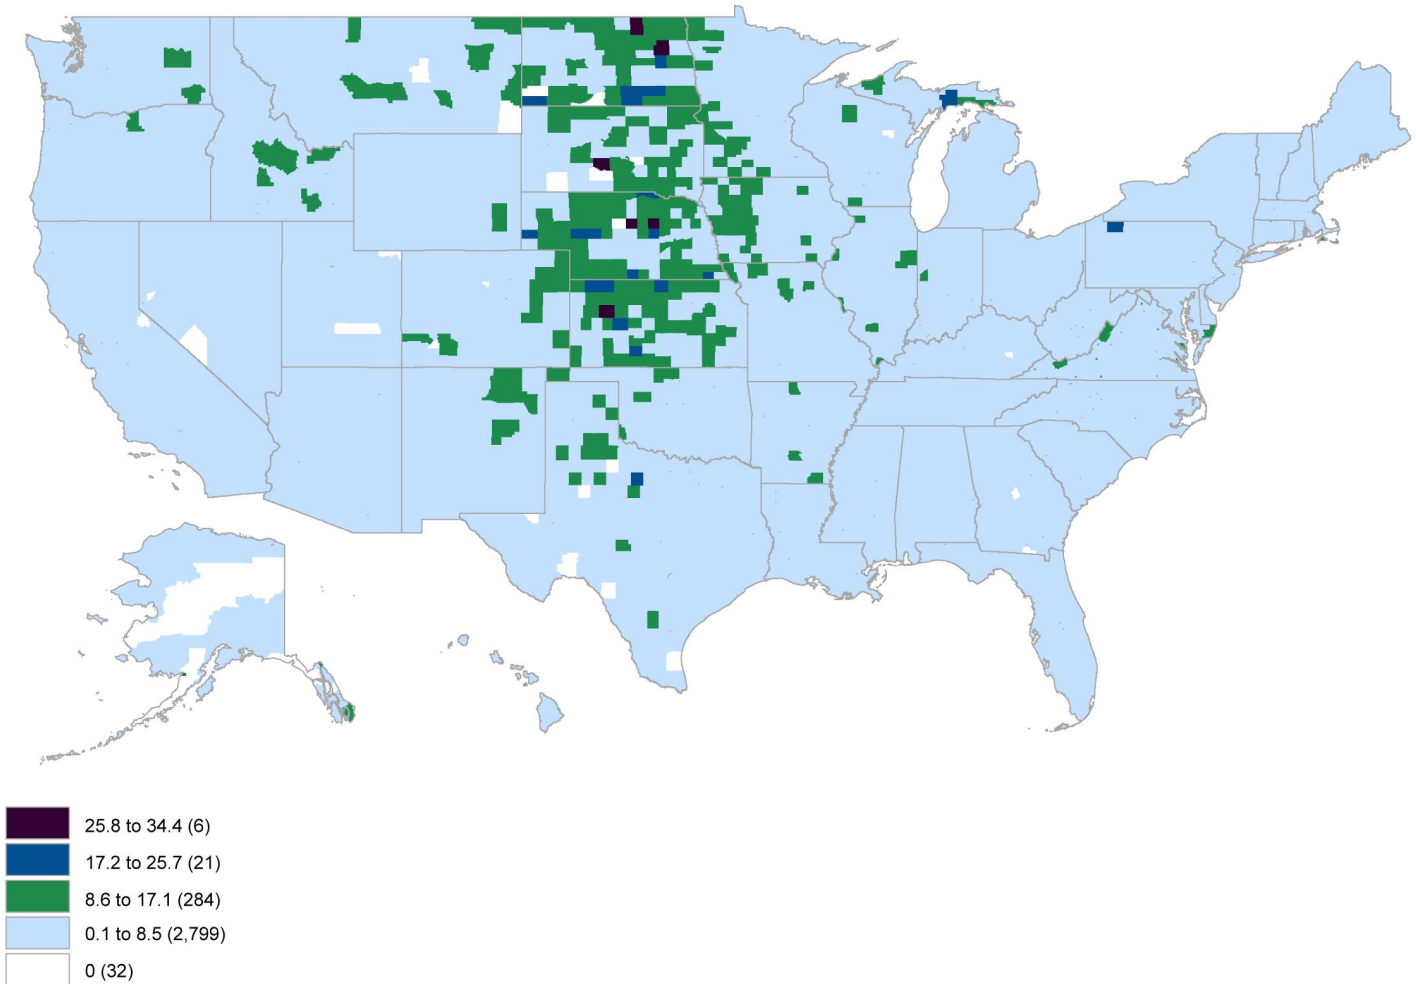 25.8 to 34.4 (6)
17.2 to 25.7 (21)
8.6 to 17.1 (284)
0.1 to 8.5 (2,799)
0 (32)